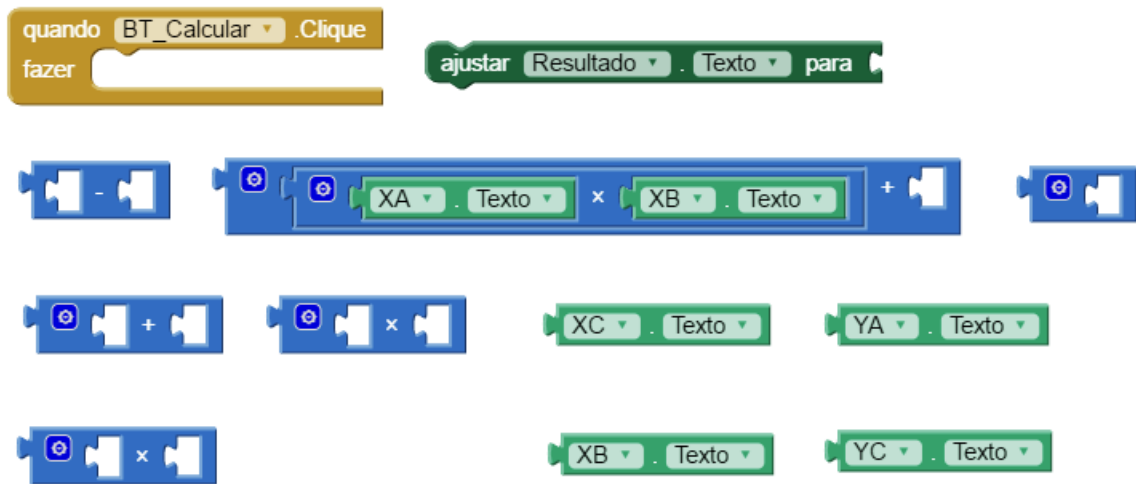 quando BT_Calcular .Clique
fazer
ajustar Resultado . Texto para
-
XA . Texto × XB . Texto +
+
×
XC . Texto
YA . Texto
×
XB . Texto
YC . Texto